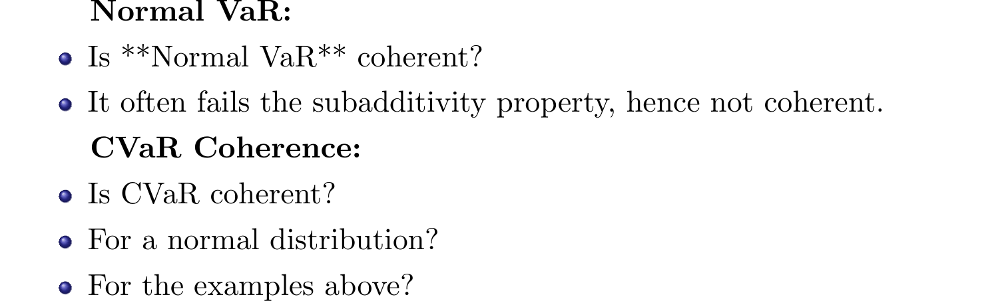 Normal VaR:
Is **Normal VaR** coherent?
It often fails the subadditivity property, hence not coherent.
CVaR Coherence:
Is CVaR coherent?
For a normal distribution?
For the examples above?